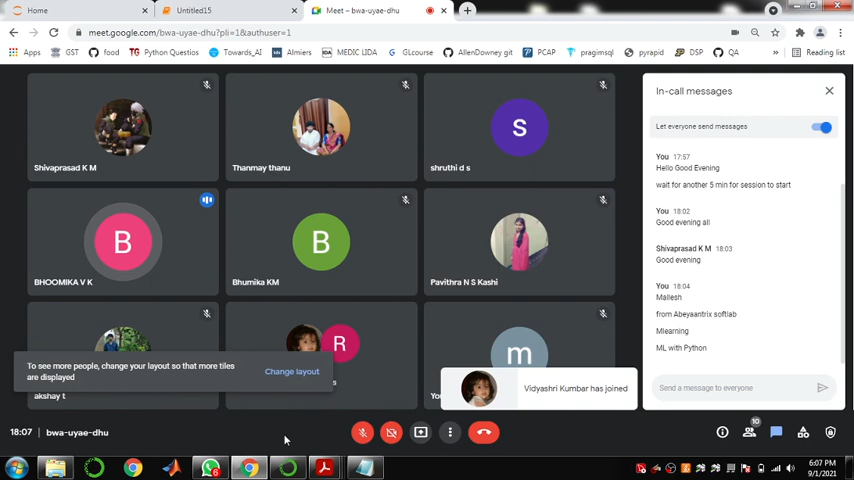 Home
Untitled15
Meet – bwa-uyae-dhu
meet.google.com/bwa-uyae-dhu?pli=1&authuser=1
Apps
GST
food
Python Questios
Towards_AI
Almiers
MEDIC LIDA
GLcourse
AllenDowney git
PCAP
pragimsql
pyrapid
DSP
QA
»
Reading list
Shivaprasad K M
Thanmay thanu
s
shruthi d s
B
BHOOMIKA V K
B
Bhumika KM
Pavithra N S Kashi
akshay t
R
s
m
You
To see more people, change your layout so that more tiles
are displayed
Change layout
Vidyashri Kumbar has joined
In-call messages
Let everyone send messages
You 17:57
Hello Good Evening
wait for another 5 min for session to start
You 18:02
Good evening all
Shivaprasad K M 18:03
Good evening
You 18:04
Mallesh
from Abeyaantrix softlab
Mlearning
ML with Python
Send a message to everyone
18:07 | bwa-uyae-dhu
10
6
6:07 PM
9/1/2021